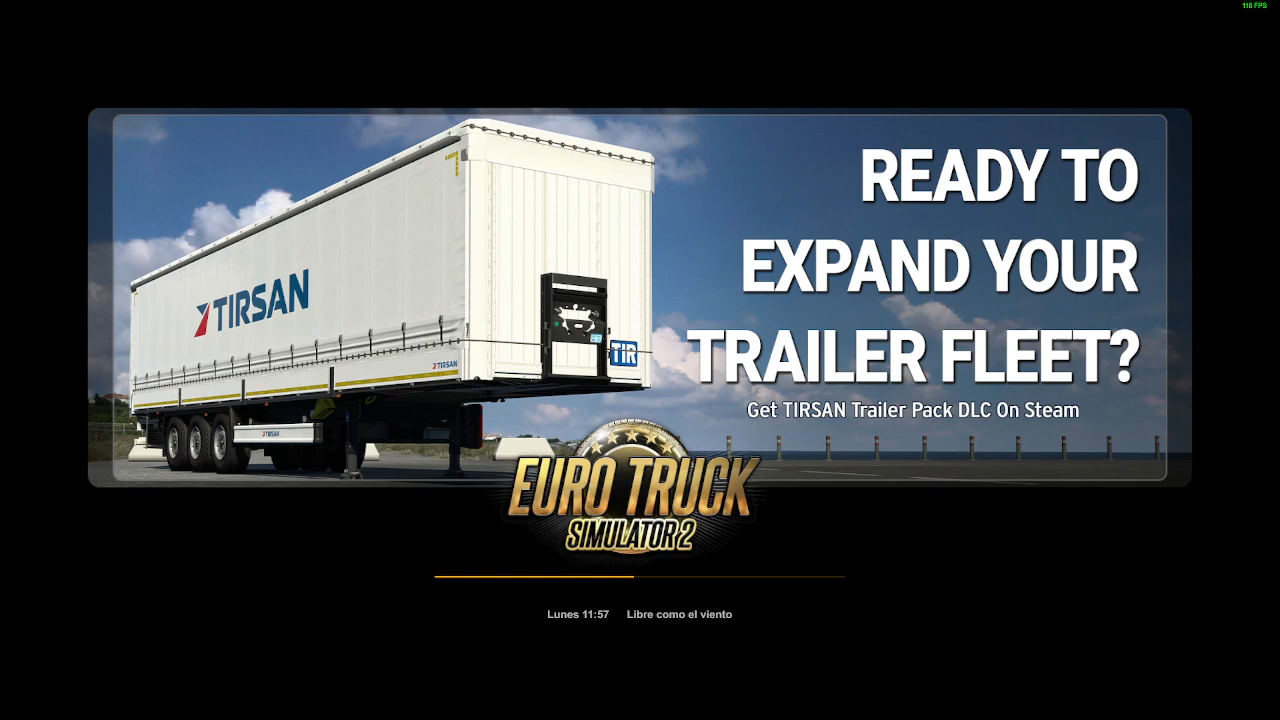 118 FPS
READY TO
EXPAND YOUR
TRAILER FLEET?
Get TIRSAN Trailer Pack DLC On Steam
TIRSAN
TIR
TIRSAN
TIRSAN
EURO TRUCK
SIMULATOR 2
Lunes 11:57 Libre como el viento